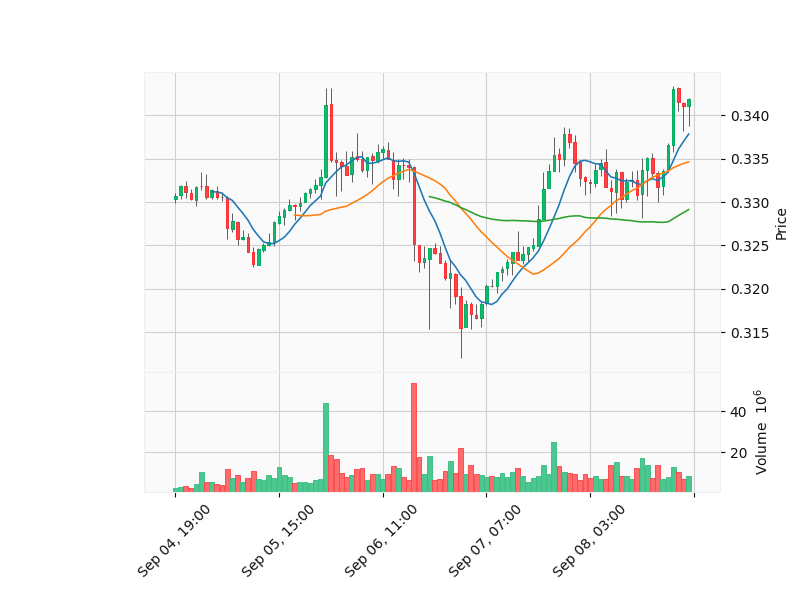 0.340
0.335
0.330
0.325
0.320
0.315
Price
40
20
Volume 10^6
Sep 04, 19:00
Sep 05, 15:00
Sep 06, 11:00
Sep 07, 07:00
Sep 08, 03:00